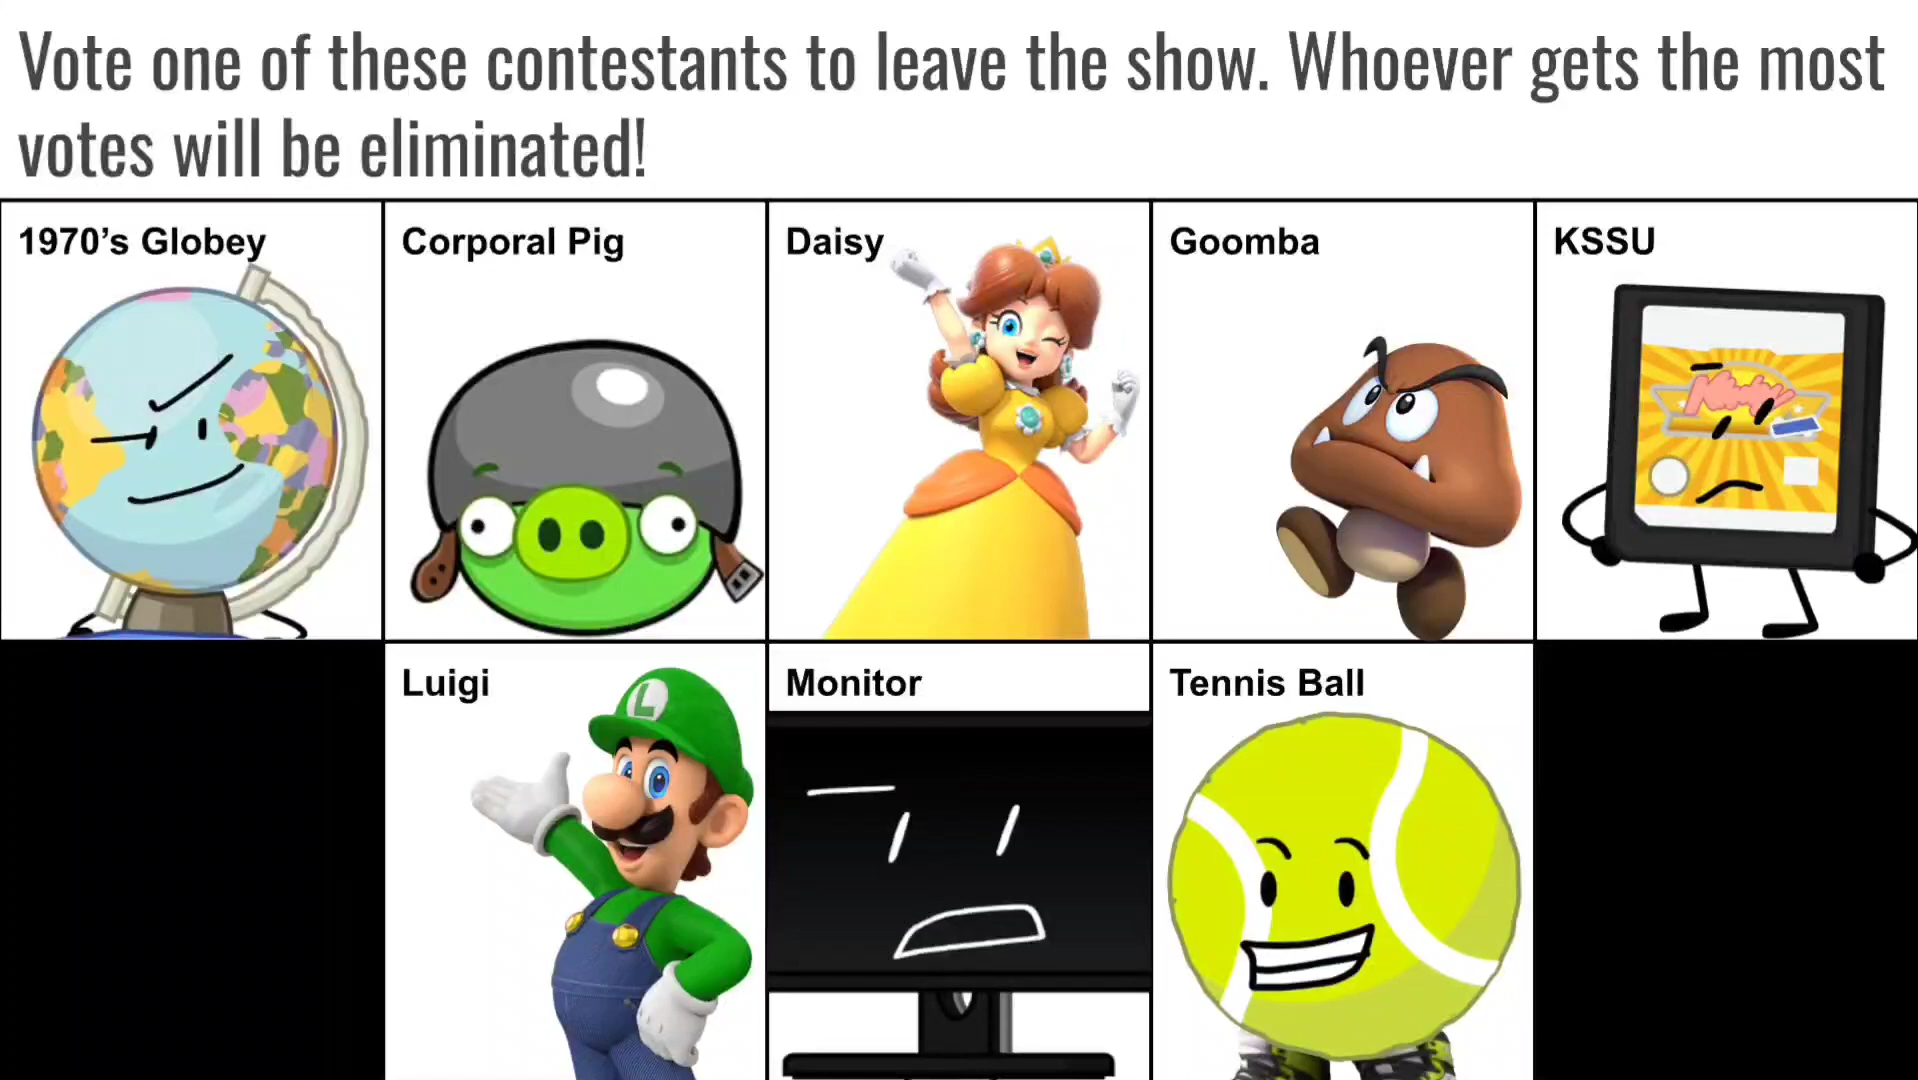 Vote one of these contestants to leave the show. Whoever gets the most
votes will be eliminated!
1970's Globey
Corporal Pig
Daisy
Goomba
KSSU
Luigi
L
Monitor
Tennis Ball